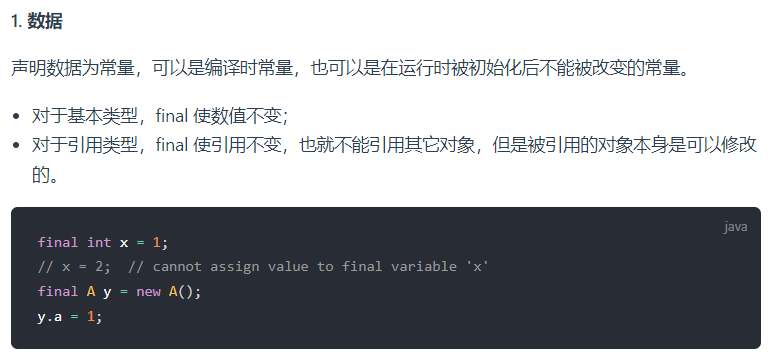 1. 数据
声明数据为常量，可以是编译时常量，也可以是在运行时被初始化后不能被改变的常量。
• 对于基本类型，final 使数值不变；
• 对于引用类型，final 使引用不变，也就不能引用其它对象，但是被引用的对象本身是可以修改
的。
java
final int x = 1;
// x = 2;  // cannot assign value to final variable 'x'
final A y = new A();
y.a = 1;